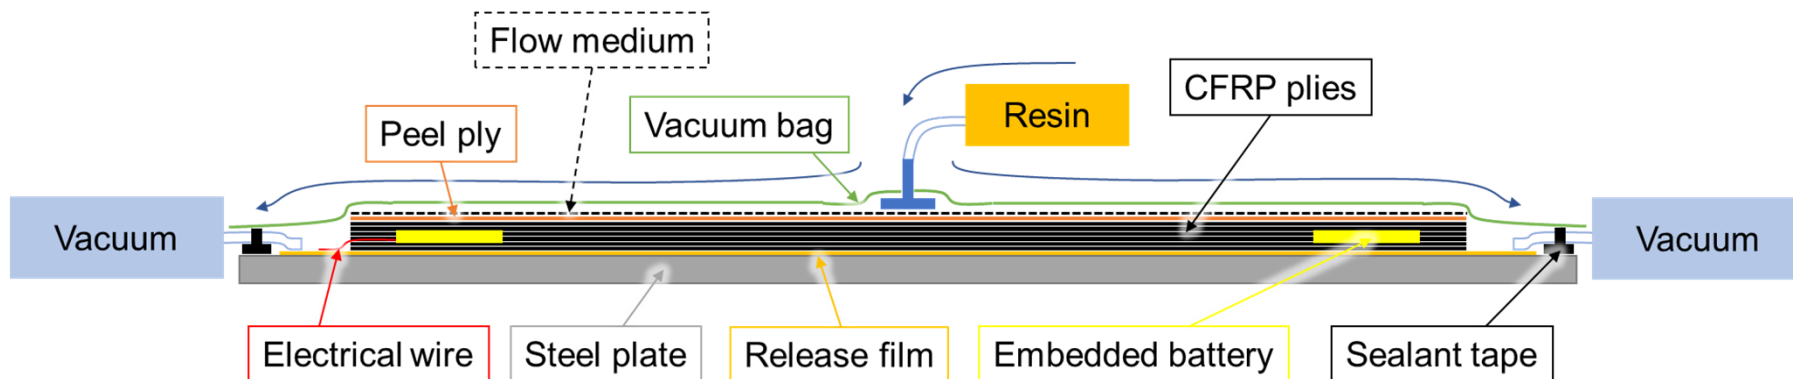 Flow medium
CFRP plies
Resin
Vacuum bag
Peel ply
Vacuum
Vacuum
Electrical wire
Steel plate
Release film
Embedded battery
Sealant tape